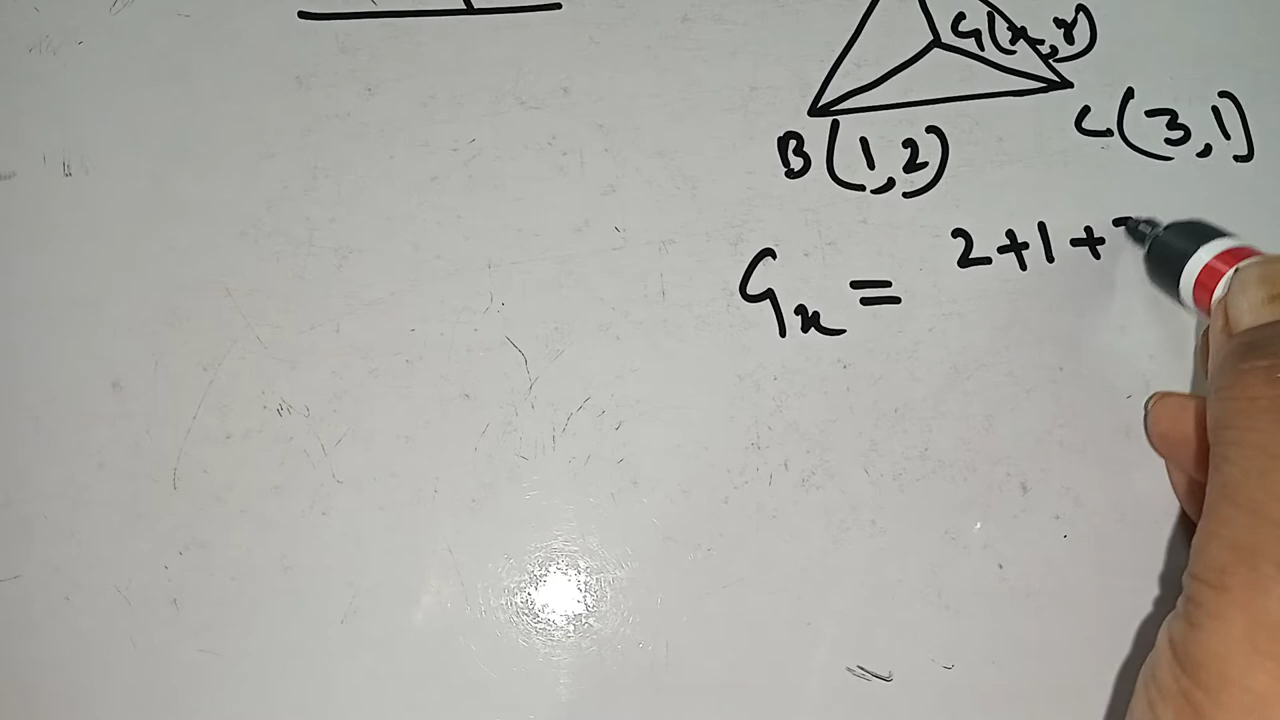 G(x,y)
C(3,1)
B(1,2)
Gx = 2+1+